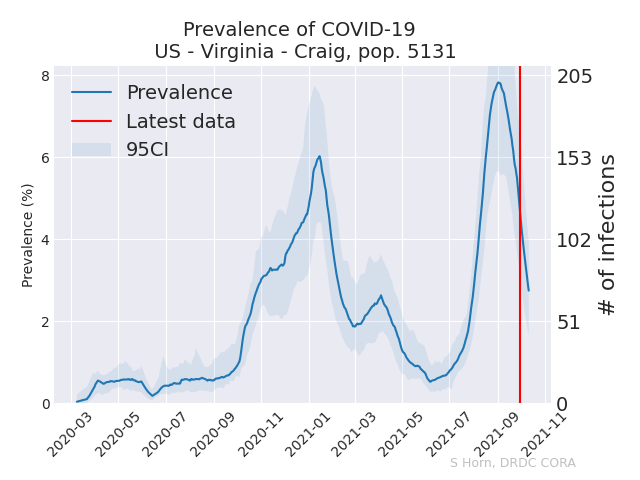 Prevalence of COVID-19
US - Virginia - Craig, pop. 5131
Prevalence
Latest data
95CI
Prevalence (%)
8
6
4
2
0
205
153
102
51
0
# of infections
2020-03
2020-05
2020-07
2020-09
2020-11
2021-01
2021-03
2021-05
2021-07
2021-09
2021-11
S Horn, DRDC CORA